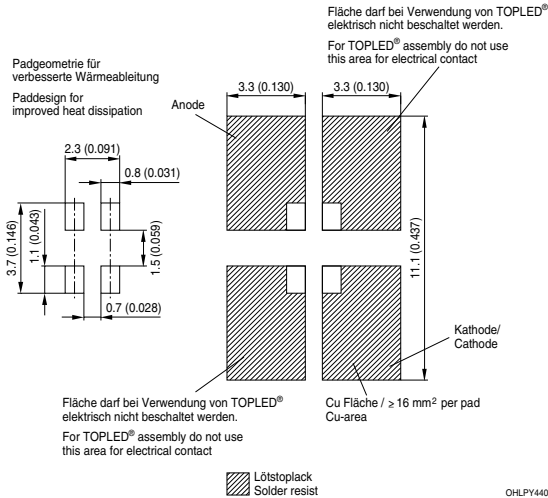 Fläche darf bei Verwendung von TOPLED®
elektrisch nicht beschaltet werden.
For TOPLED® assembly do not use
this area for electrical contact
Padgeometrie für
verbesserte Wärmeableitung
Paddesign for
improved heat dissipation
Anode
3.3 (0.130)
3.3 (0.130)
2.3 (0.091)
0.8 (0.031)
3.7 (0.146)
1.1 (0.043)
1.5 (0.059)
0.7 (0.028)
11.1 (0.437)
Kathode/
Cathode
Fläche darf bei Verwendung von TOPLED®
elektrisch nicht beschaltet werden.
For TOPLED® assembly do not use
this area for electrical contact
Cu Fläche / ≥ 16 mm² per pad
Cu-area
Lötstoplack
Solder resist
OHLPY440